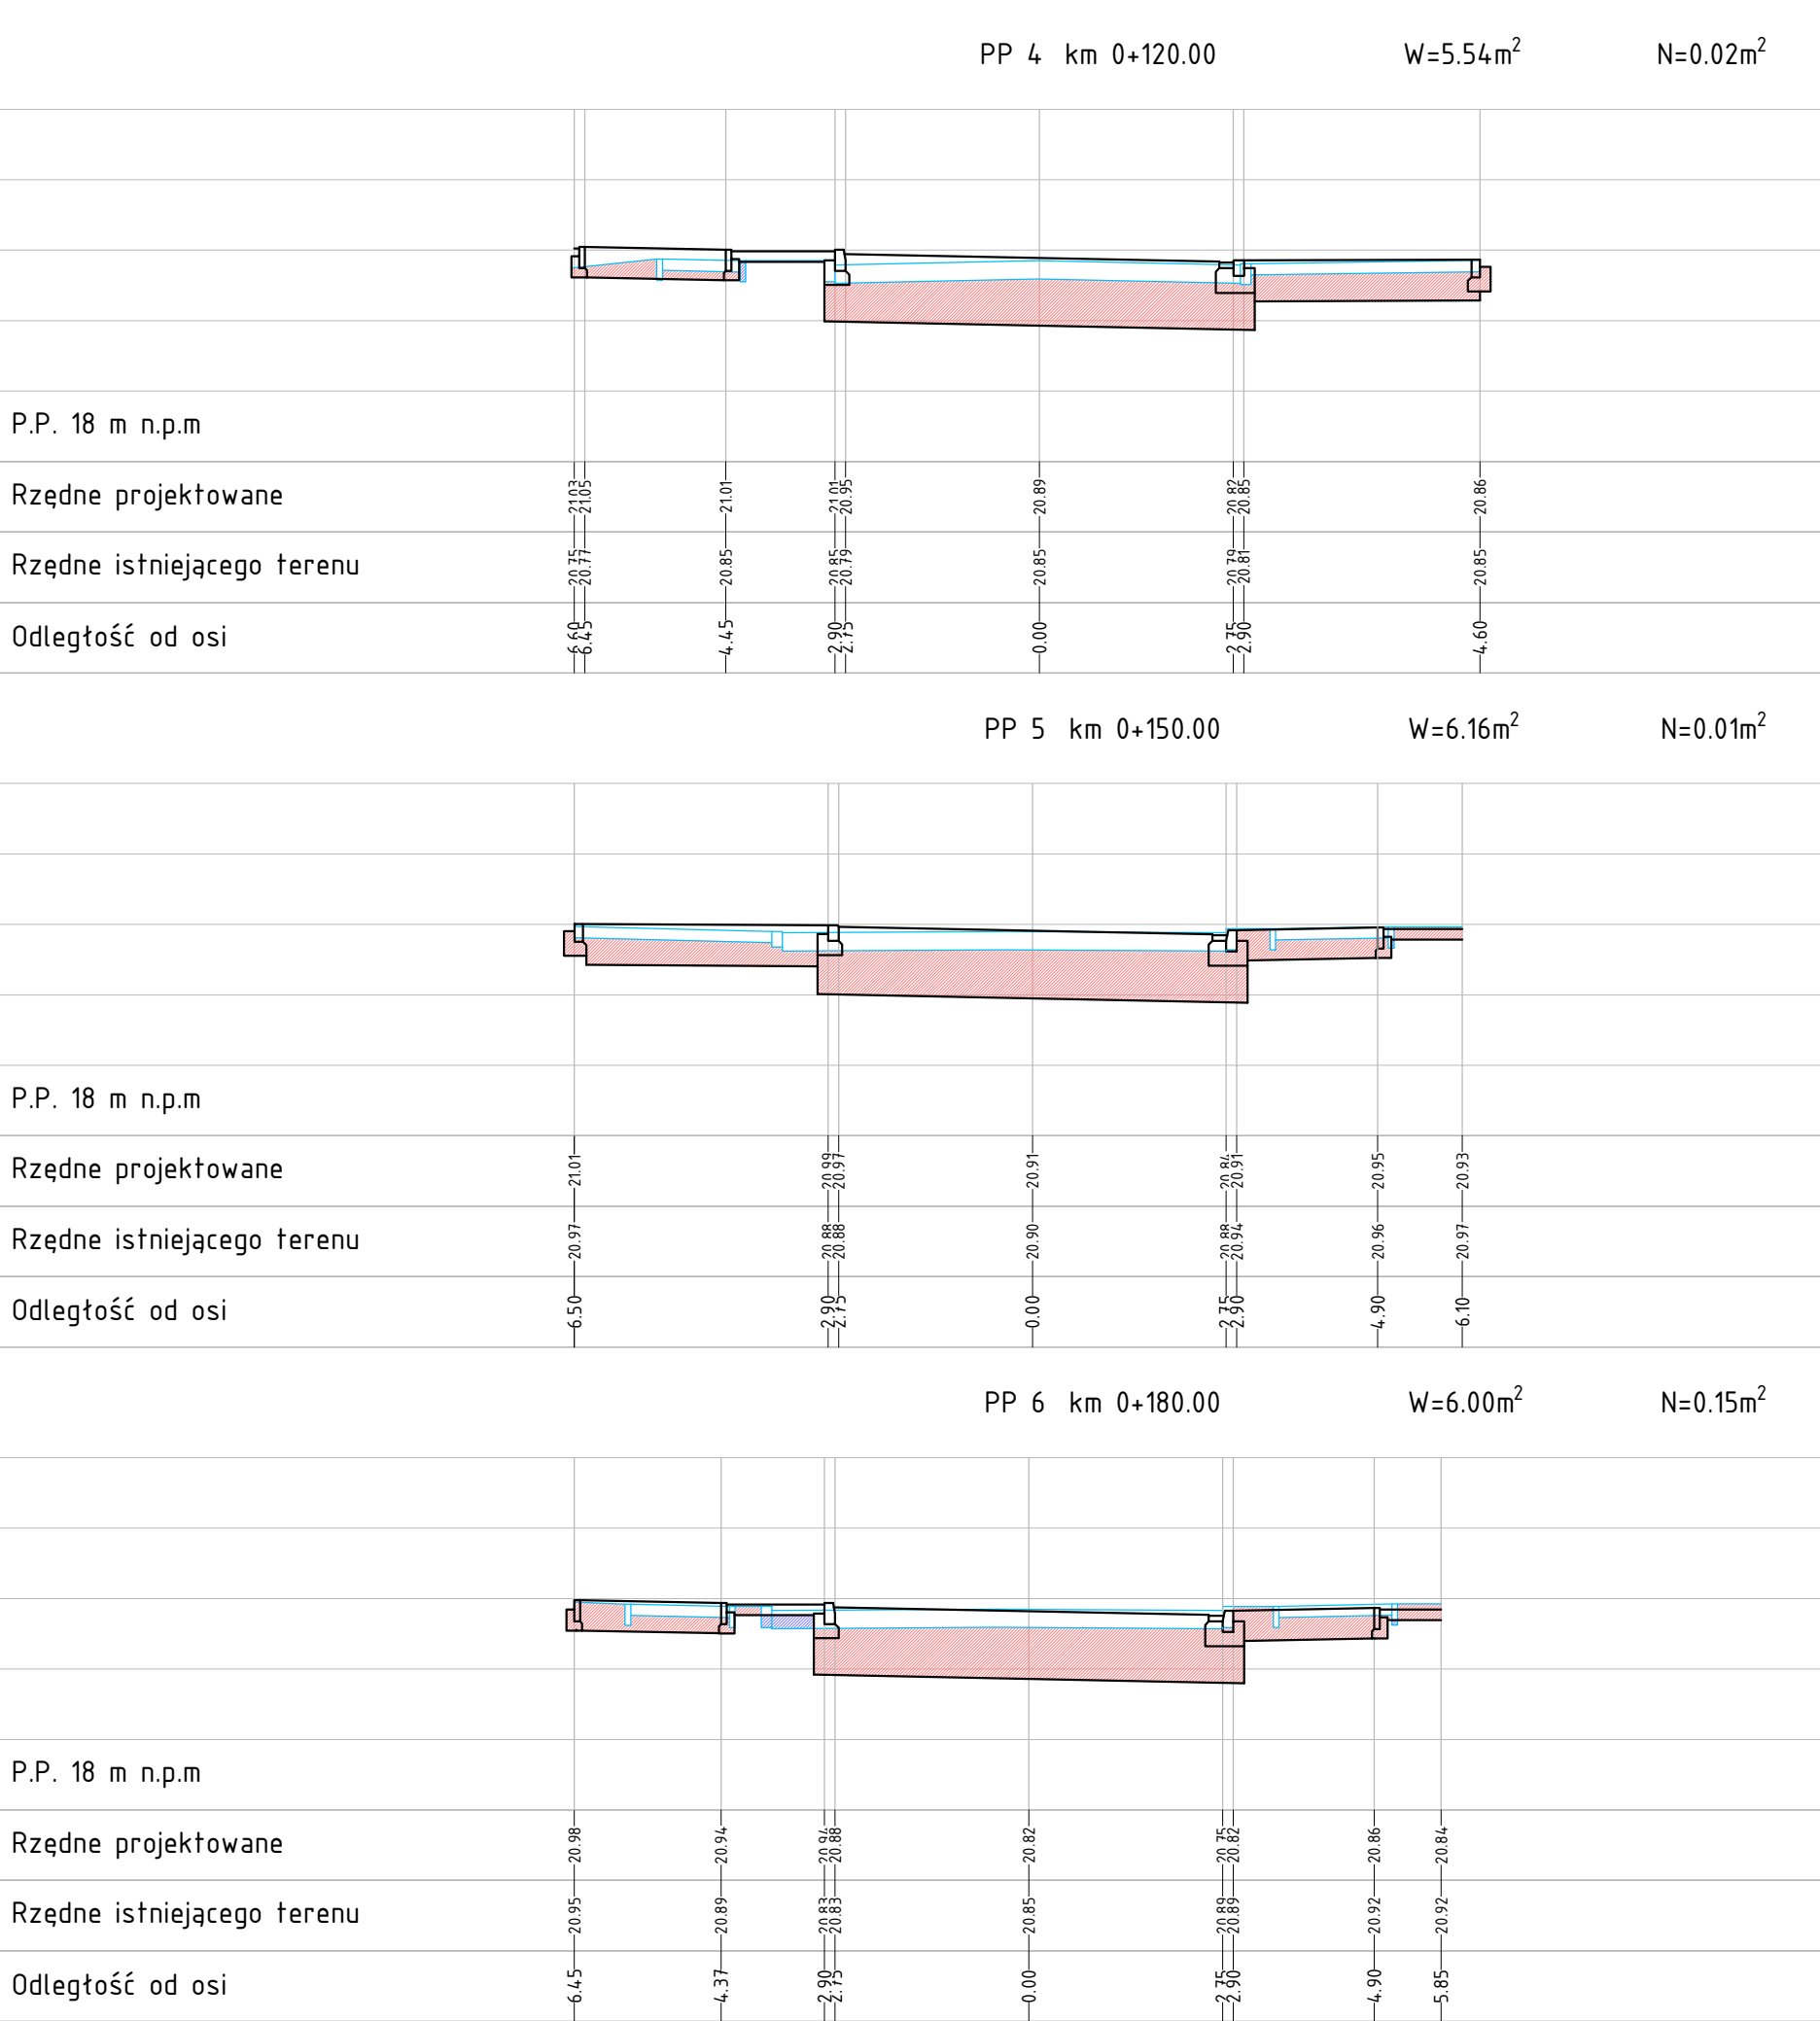 PP 4 km 0+120.00 W=5.54m² N=0.02m²
P.P. 18 m n.p.m
Rzędne projektowane 21.03 21.05 21.01 21.01 20.95 20.89 20.82 20.85 20.86
Rzędne istniejącego terenu 20.75 20.77 20.85 20.85 20.79 20.85 20.79 20.81 20.85
Odległość od osi 6.60 6.45 4.45 2.90 2.75 0.00 2.75 2.90 4.60
PP 5 km 0+150.00 W=6.16m² N=0.01m²
P.P. 18 m n.p.m
Rzędne projektowane 21.01 20.99 20.97 20.91 20.84 20.91 20.95 20.93
Rzędne istniejącego terenu 20.97 20.88 20.88 20.90 20.88 20.94 20.96 20.97
Odległość od osi 6.50 2.90 2.75 0.00 2.75 2.90 4.90 6.10
PP 6 km 0+180.00 W=6.00m² N=0.15m²
P.P. 18 m n.p.m
Rzędne projektowane 20.98 20.94 20.94 20.88 20.82 20.75 20.82 20.86 20.84
Rzędne istniejącego terenu 20.95 20.89 20.83 20.83 20.85 20.89 20.89 20.92 20.92
Odległość od osi 6.45 4.37 2.90 2.75 0.00 2.75 2.90 4.90 5.85